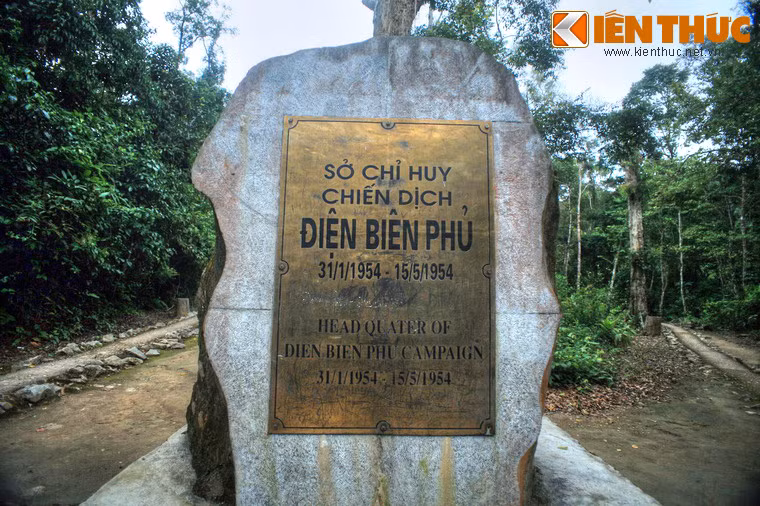 KIẾN THỨC
www.kienthuc.net.vn
SỞ CHỈ HUY
CHIẾN DỊCH
ĐIỆN BIÊN PHỦ
31/1/1954 - 15/5/1954
HEAD QUATER OF
DIEN BIEN PHU CAMPAIGN
31/1/1954 - 15/5/1954